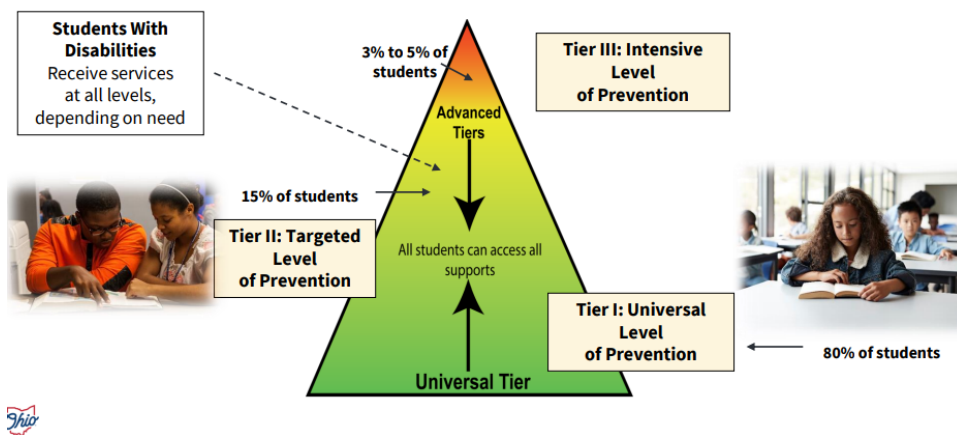 Students With
Disabilities
Receive services
at all levels,
depending on need
3% to 5% of
students
Tier III: Intensive
Level
of Prevention
Advanced
Tiers
15% of students
Tier II: Targeted
Level
of Prevention
All students can access all
supports
Tier I: Universal
Level
of Prevention
80% of students
Universal Tier
Ohio